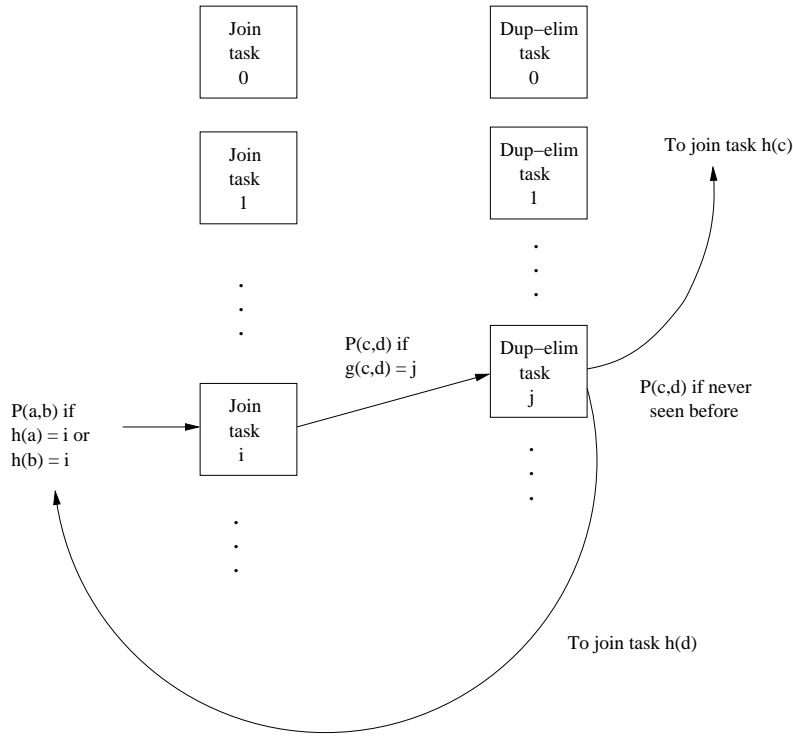 Join
task
0
Dup–elim
task
0
Join
task
1
Dup–elim
task
1
To join task h(c)
P(c,d) if
g(c,d) = j
Dup–elim
task
j
P(a,b) if
h(a) = i or
h(b) = i
Join
task
i
P(c,d) if never
seen before
To join task h(d)